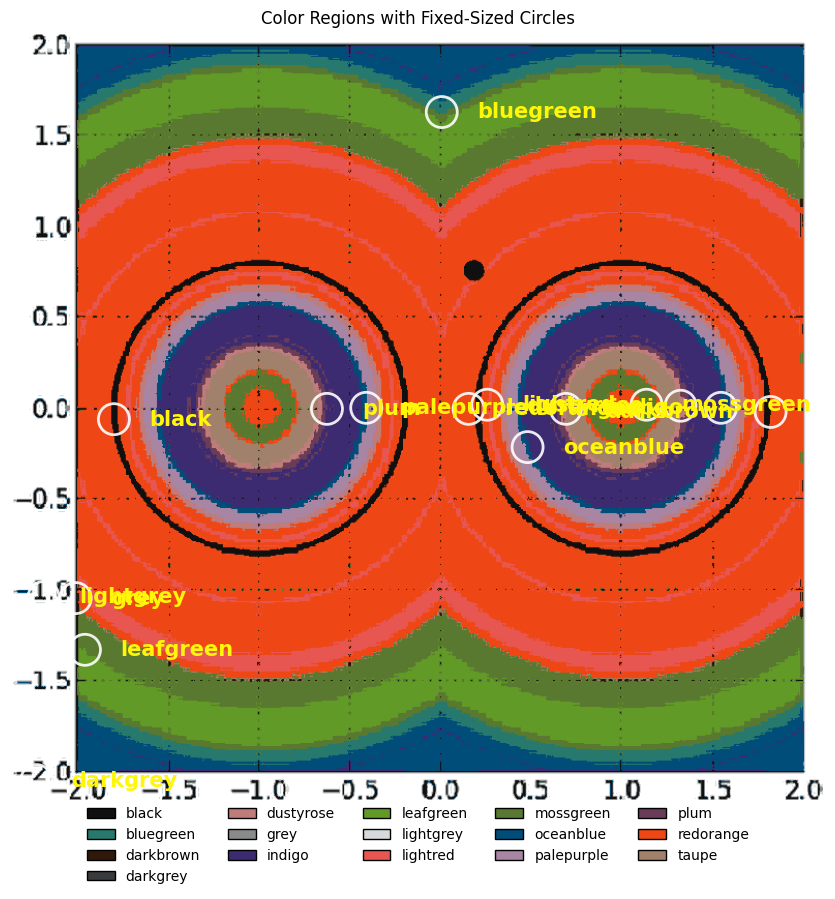 Color Regions with Fixed-Sized Circles
2.0
bluegreen
1.5
1.0
0.5
0.0
black
plum
palepurple
mossgreen
oceanblue
−0.5
−1.0
lightgrey
grey
leafgreen
−1.5
−2.0
darkgrey
−2.0 −1.5 −1.0 −0.5 0.0 0.5 1.0 1.5 2.0
black dustyrose leafgreen mossgreen plum
bluegreen grey lightgrey oceanblue redorange
darkbrown indigo lightred palepurple taupe
darkgrey